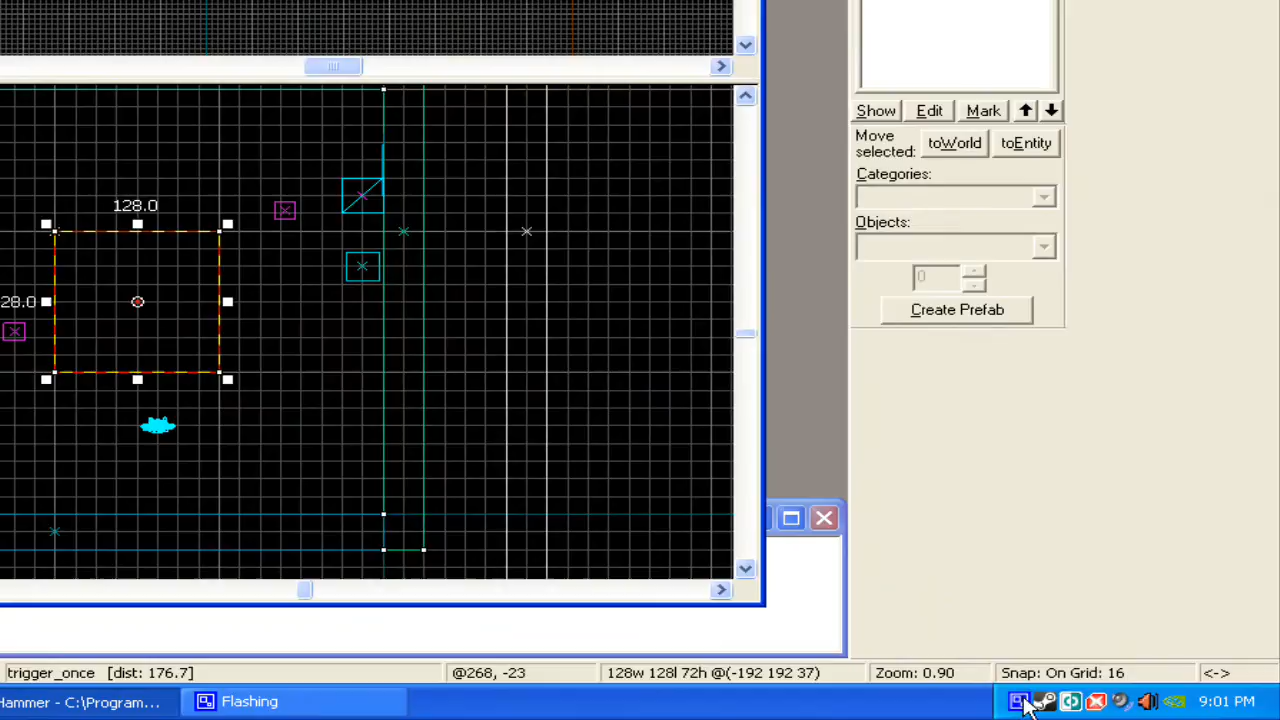 Show Edit Mark
Move
selected: toWorld toEntity
Categories:
128.0
Objects:
0
28.0
Create Prefab
trigger_once [dist: 176.7] @268, -23 128w 128l 72h @(-192 192 37) Zoom: 0.90 Snap: On Grid: 16 <->
Hammer - C:\Program... Flashing 9:01 PM